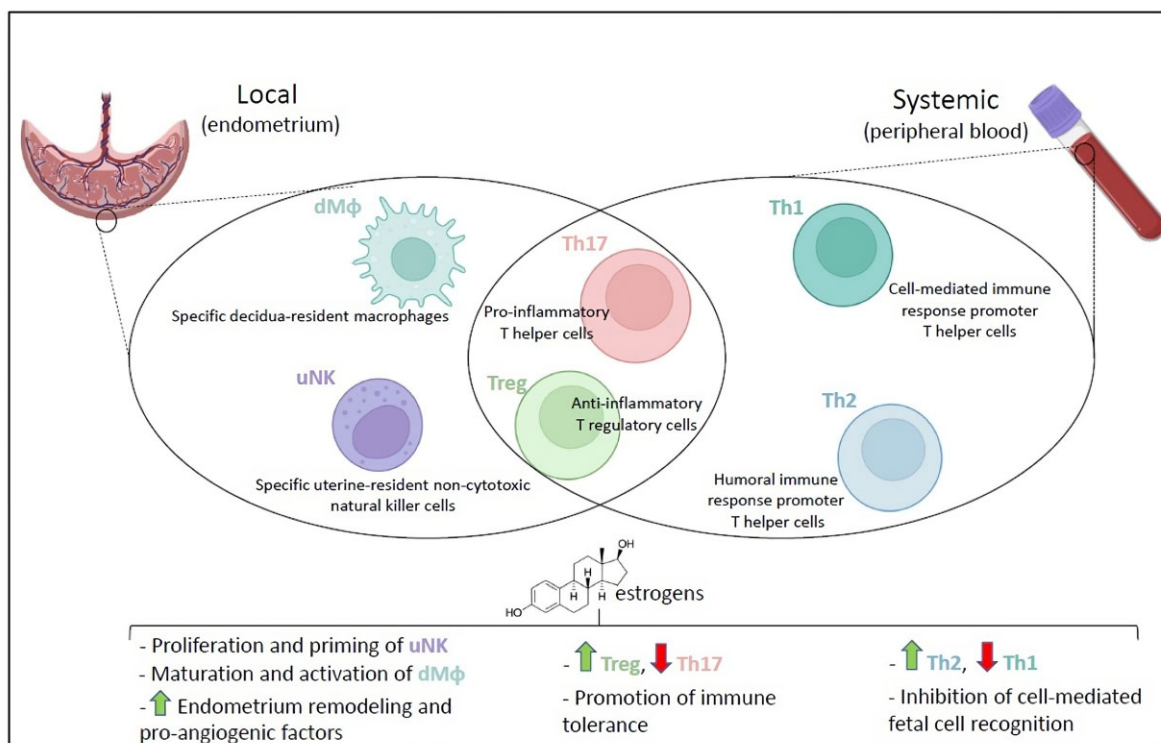 Local
(endometrium)
Systemic
(peripheral blood)
dMϕ
Specific decidua-resident macrophages
uNK
Specific uterine-resident non-cytotoxic
natural killer cells
Th17
Pro-inflammatory
T helper cells
Treg
Anti-inflammatory
T regulatory cells
Th1
Cell-mediated immune
response promoter
T helper cells
Th2
Humoral immune
response promoter
T helper cells
OH
H
H
H
HO
estrogens
- Proliferation and priming of uNK
- Maturation and activation of dMϕ
- Endometrium remodeling and
pro-angiogenic factors
- Treg, Th17
- Promotion of immune
tolerance
- Th2, Th1
- Inhibition of cell-mediated
fetal cell recognition